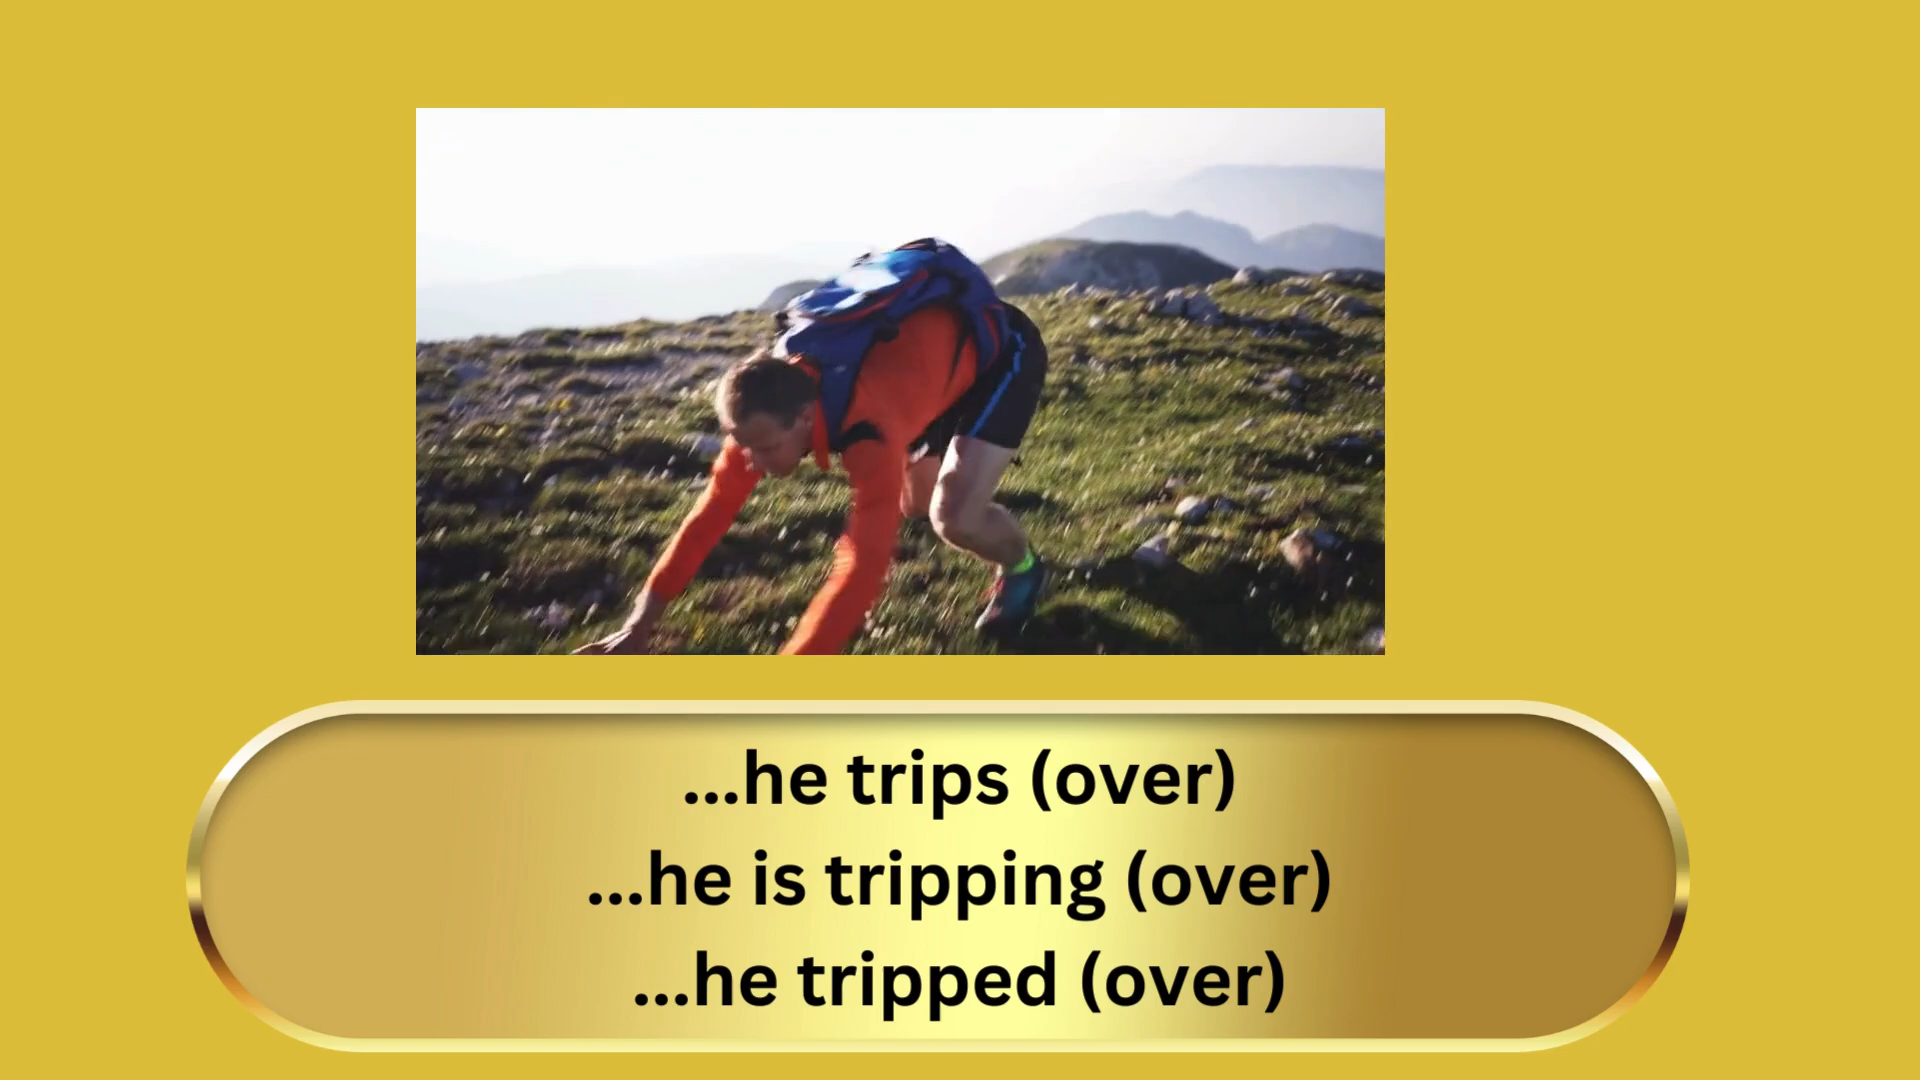 ...he trips (over)
...he is tripping (over)
...he tripped (over)